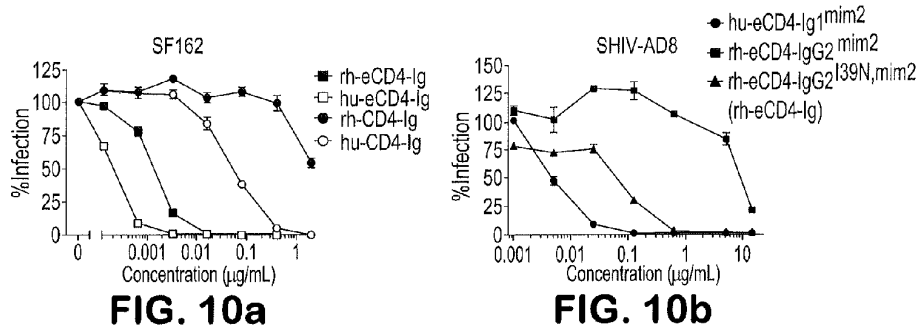 SF162
%Infection
125
100
75
50
25
0
0
0.001
0.01
0.1
1
Concentration (µg/mL)
rh-eCD4-Ig
hu-eCD4-Ig
rh-CD4-Ig
hu-CD4-Ig
FIG. 10a
SHIV-AD8
%Infection
150
125
100
75
50
25
0
0.001
0.01
0.1
1
10
Concentration (µg/mL)
hu-eCD4-Ig1mim2
rh-eCD4-IgG2mim2
rh-eCD4-IgG2I39N,mim2
(rh-eCD4-Ig)
FIG. 10b